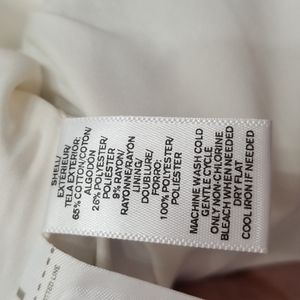 SHELL/
EXTERIEUR/
TELA EXTERIOR:
65% COTTON/COTON/
ALGODON
26% POLYESTER/
POLIESTER
9% RAYON/
RAYONNE/RAYON
LINING/
DOUBLURE/
FORRO:
100% POLYESTER/
POLIESTER
MACHINE WASH COLD
GENTLE CYCLE
ONLY NON-CHLORINE
BLEACH WHEN NEEDED
DRY FLAT
COOL IRON IF NEEDED